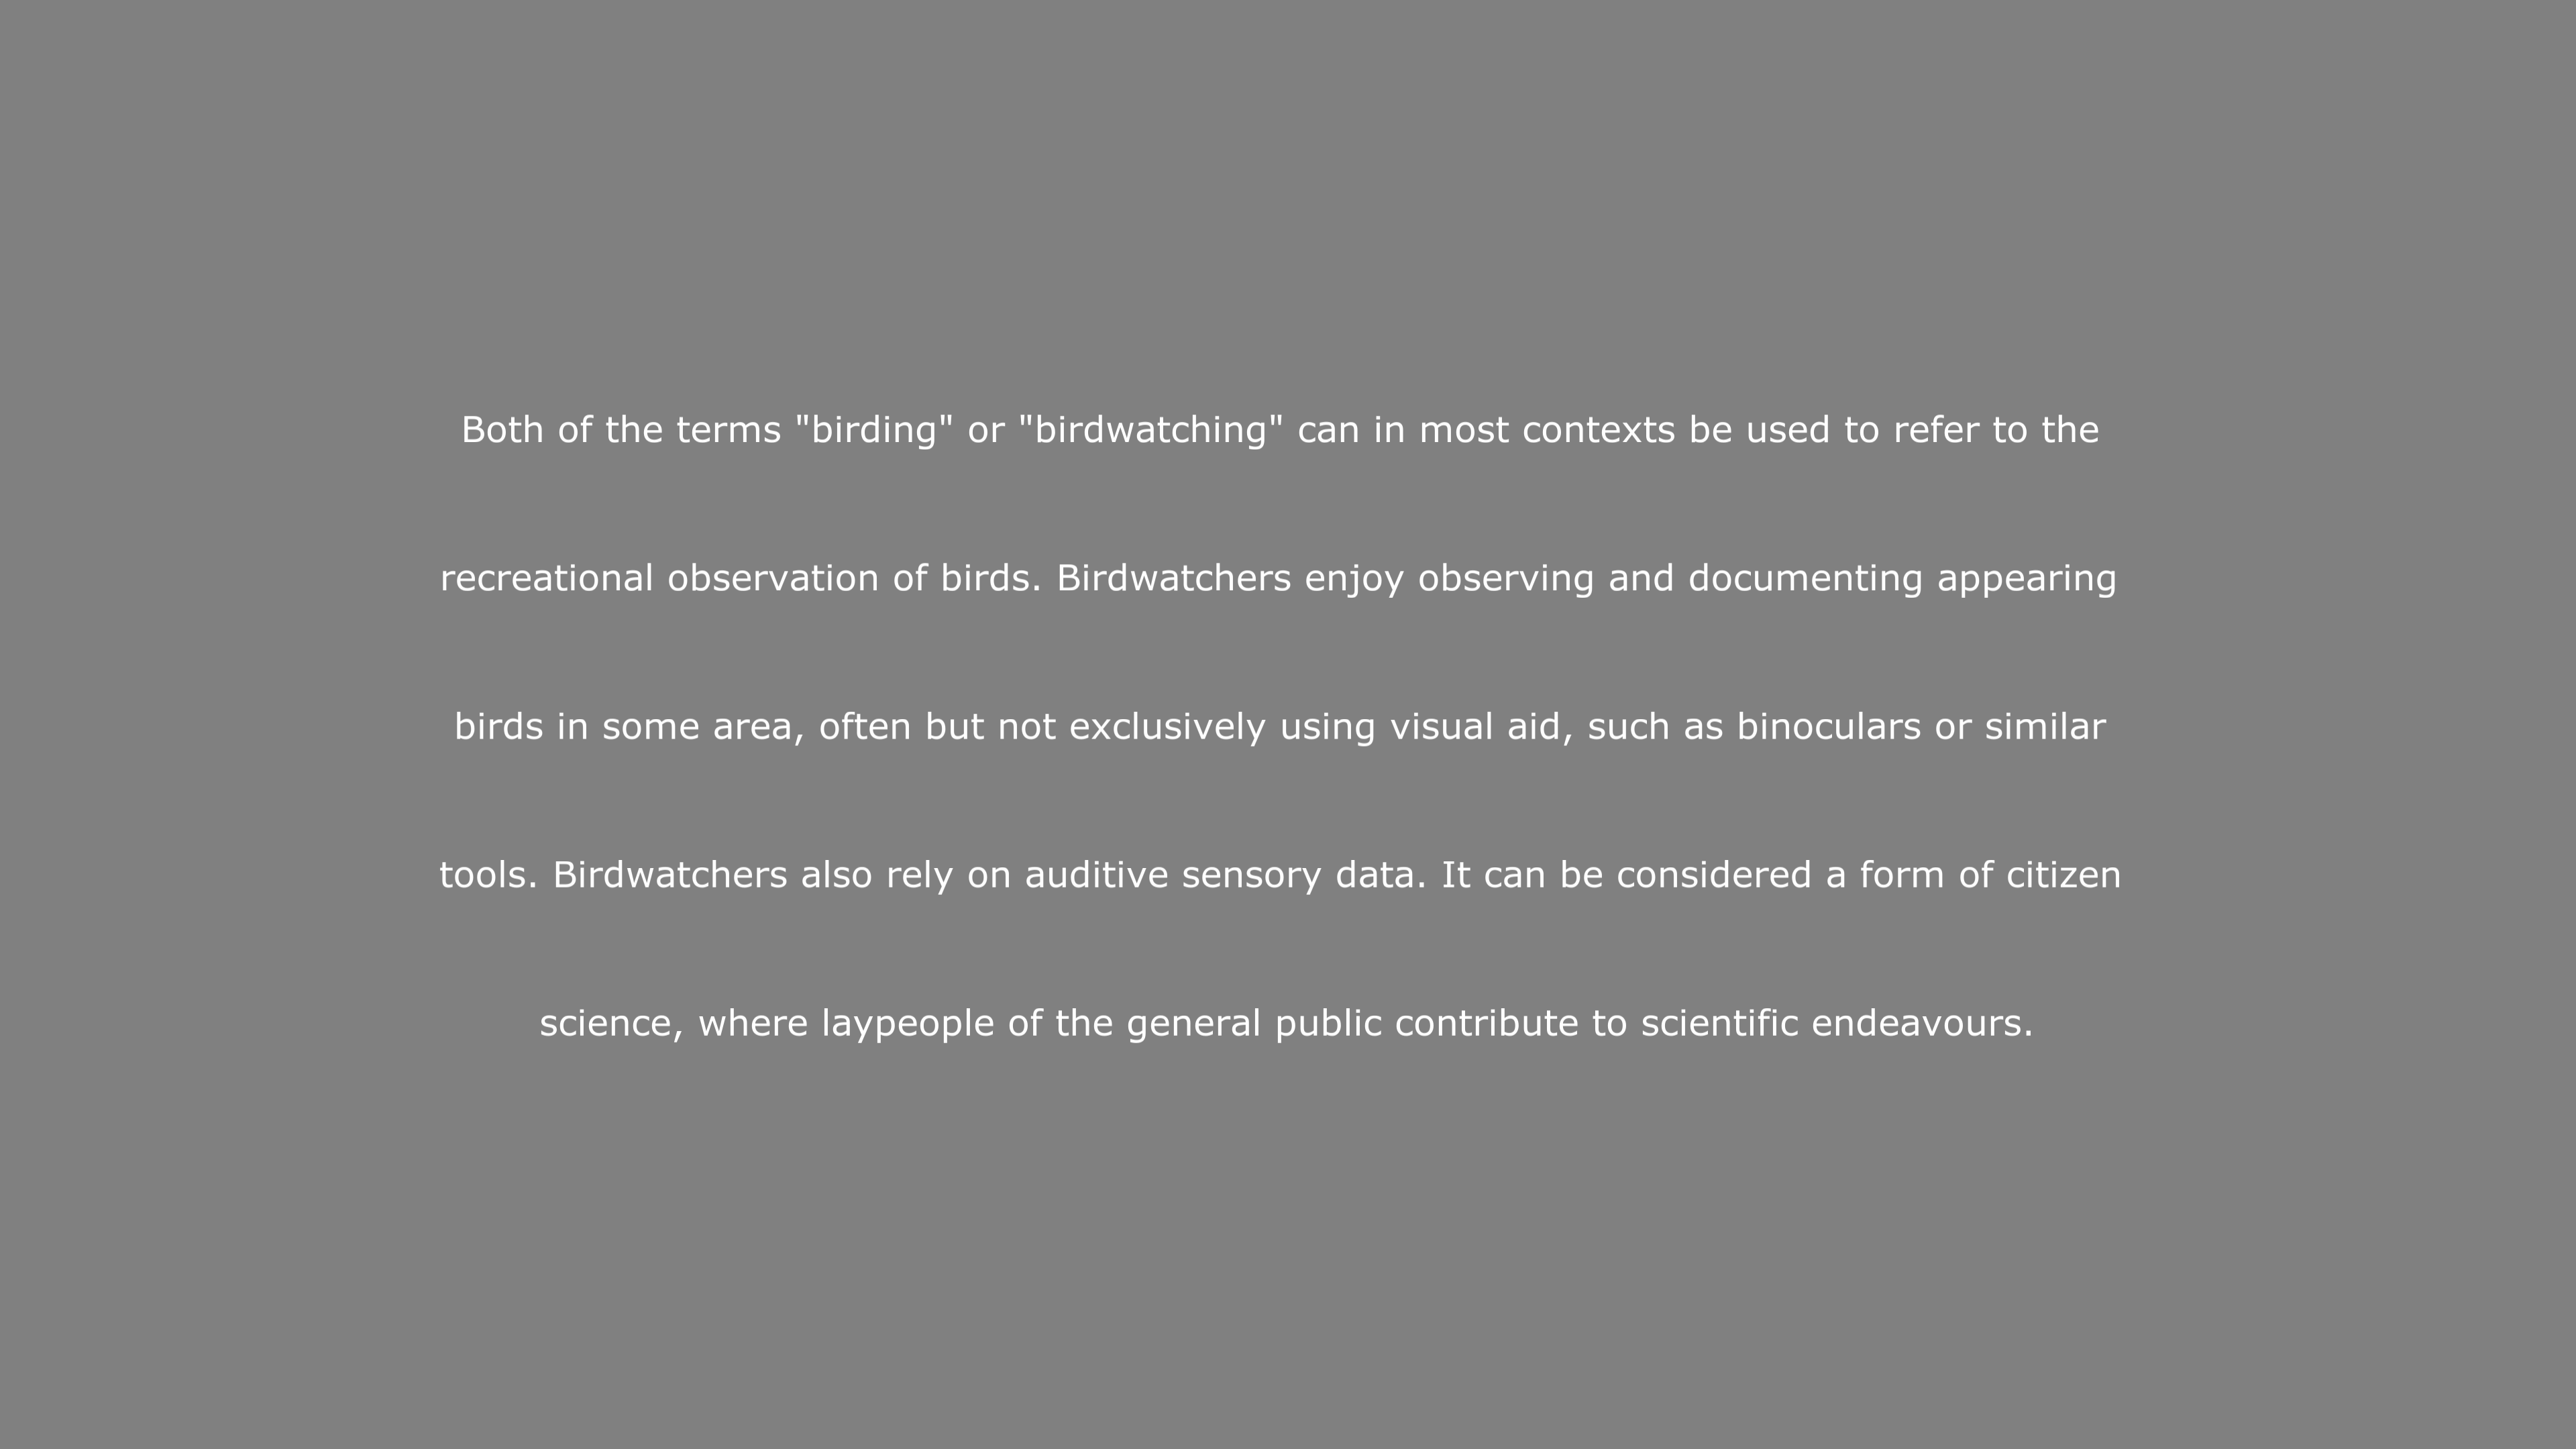 Both of the terms "birding" or "birdwatching" can in most contexts be used to refer to the
recreational observation of birds. Birdwatchers enjoy observing and documenting appearing
birds in some area, often but not exclusively using visual aid, such as binoculars or similar
tools. Birdwatchers also rely on auditive sensory data. It can be considered a form of citizen
science, where laypeople of the general public contribute to scientific endeavours.